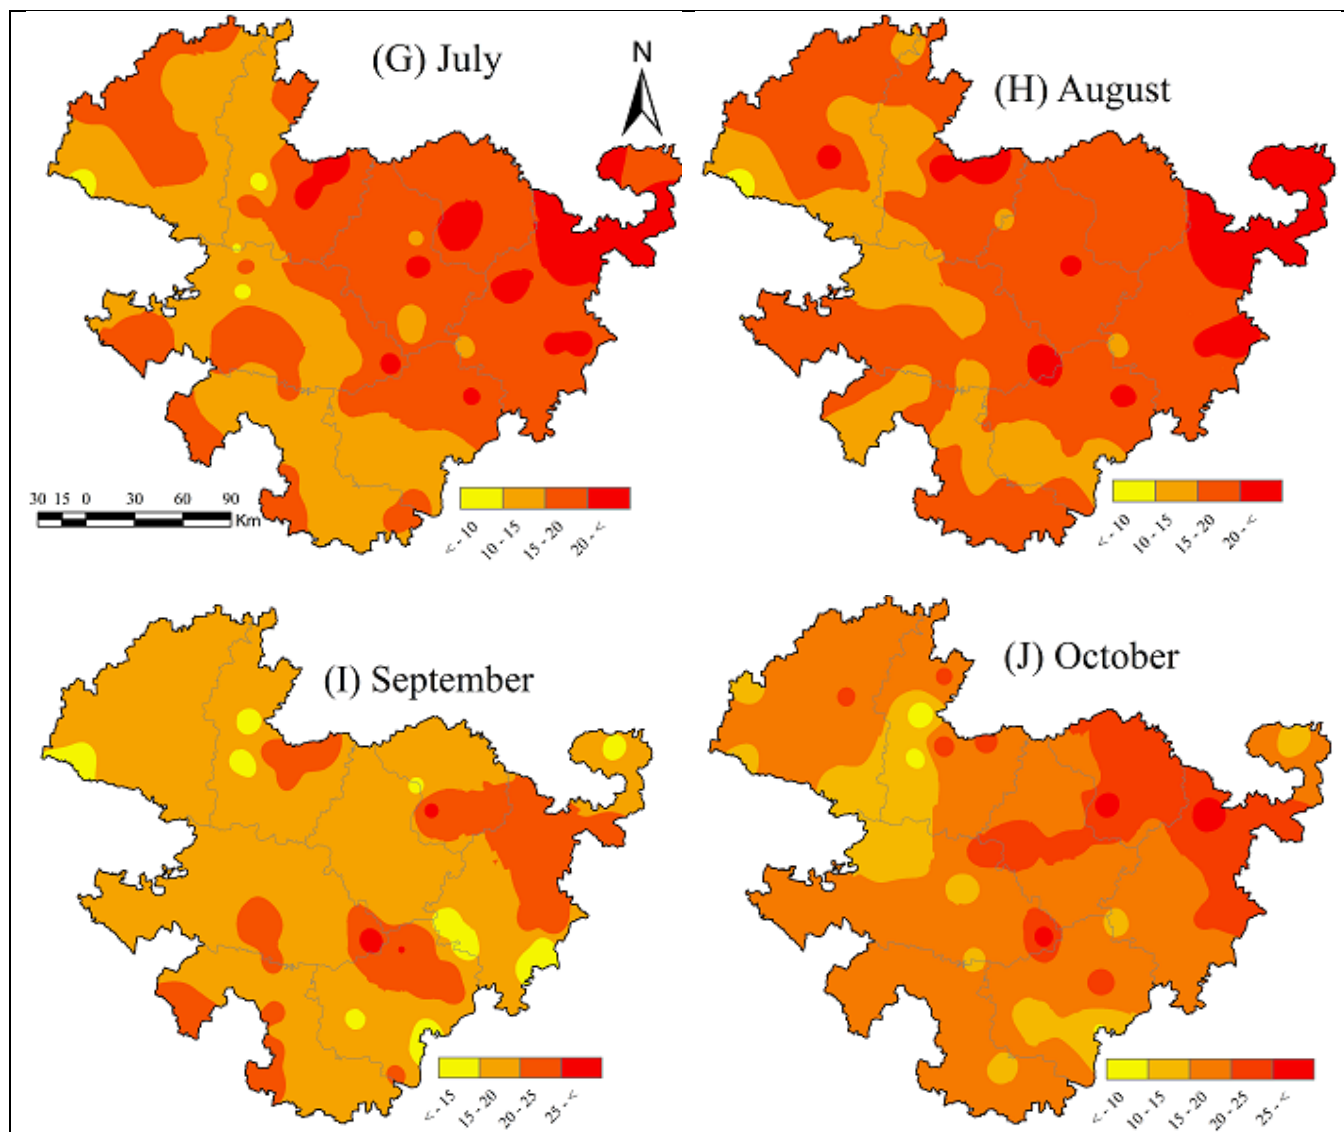 (G) July
N
(H) August
30 15 0 30 60 90
Km
< - 10
10 - 15
15 - 20
20 - <
< - 10
10 - 15
15 - 20
20 - <
(I) September
(J) October
< - 15
15 - 20
20 - 25
25 - <
< - 10
10 - 15
15 - 20
20 - 25
25 - <